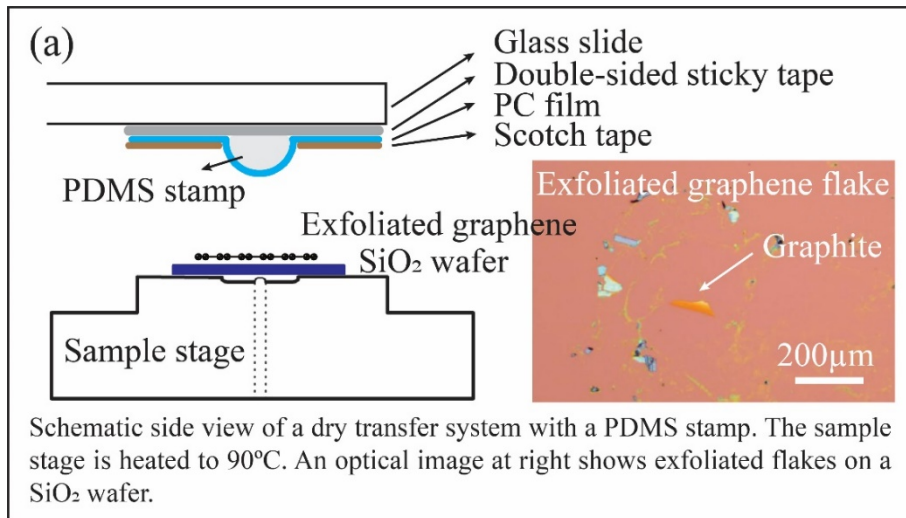 (a)
Glass slide
Double-sided sticky tape
PC film
Scotch tape
PDMS stamp
Exfoliated graphene
SiO₂ wafer
Sample stage
Exfoliated graphene flake
Graphite
200µm
Schematic side view of a dry transfer system with a PDMS stamp. The sample
stage is heated to 90ºC. An optical image at right shows exfoliated flakes on a
SiO₂ wafer.